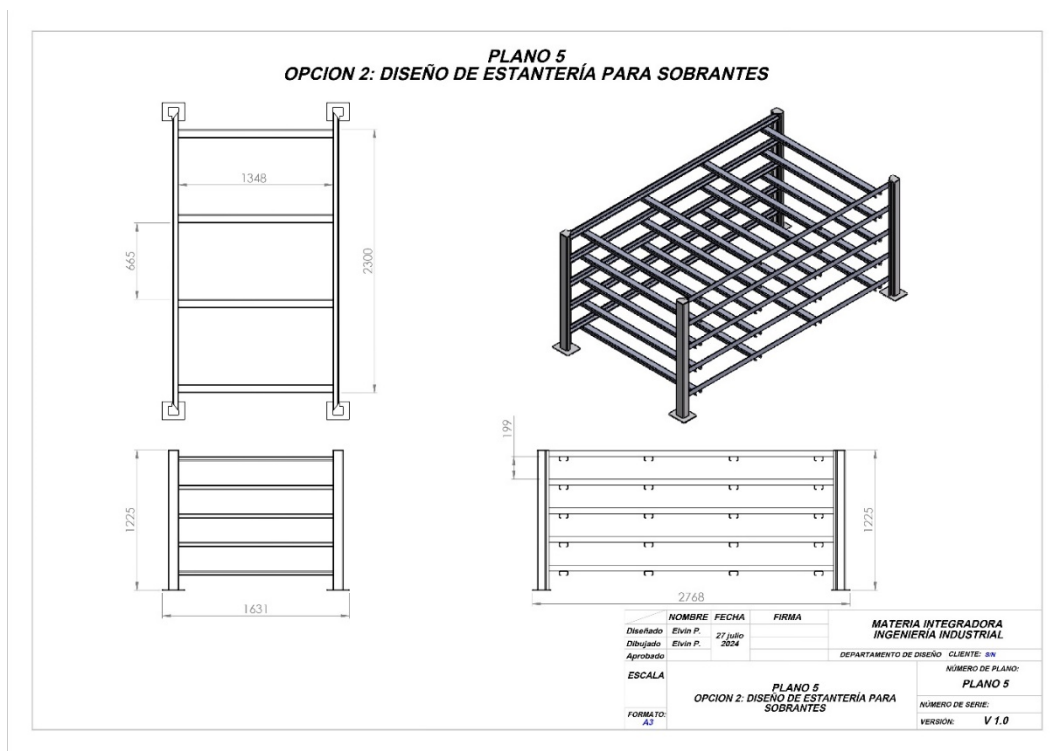 PLANO 5
OPCION 2: DISEÑO DE ESTANTERÍA PARA SOBRANTES
1348
665
2300
199
1225
1225
1631
2768
NOMBRE FECHA FIRMA
Diseñado Elvin P. 27 julio 2024
Dibujado Elvin P.
Aprobado
MATERIA INTEGRADORA
INGENIERÍA INDUSTRIAL
DEPARTAMENTO DE DISEÑO CLIENTE: S/N
ESCALA
PLANO 5
OPCION 2: DISEÑO DE ESTANTERÍA PARA
SOBRANTES
NÚMERO DE PLANO:
PLANO 5
NÚMERO DE SERIE:
FORMATO:
A3
VERSIÓN: V 1.0